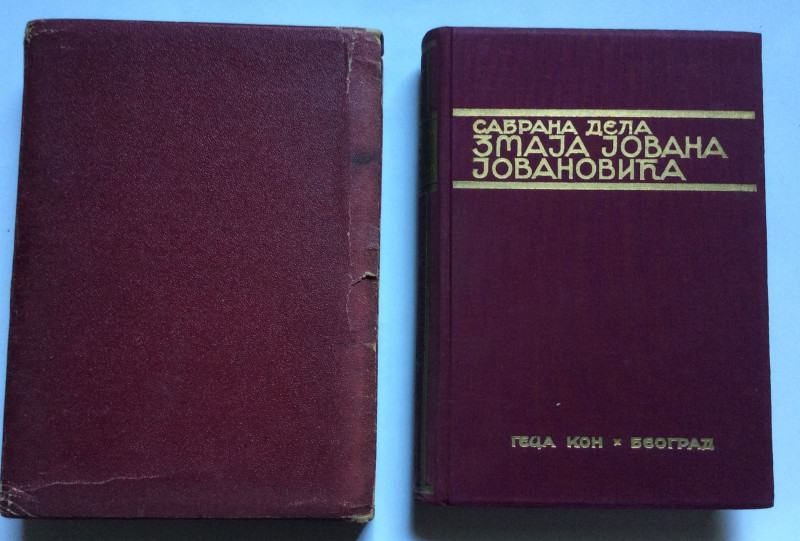 САБРАНА ДЕЛА
ЗМАЈА ЈОВАНА
ЈОВАНОВИЋА
ГЕЦА КОН × БЕОГРАД